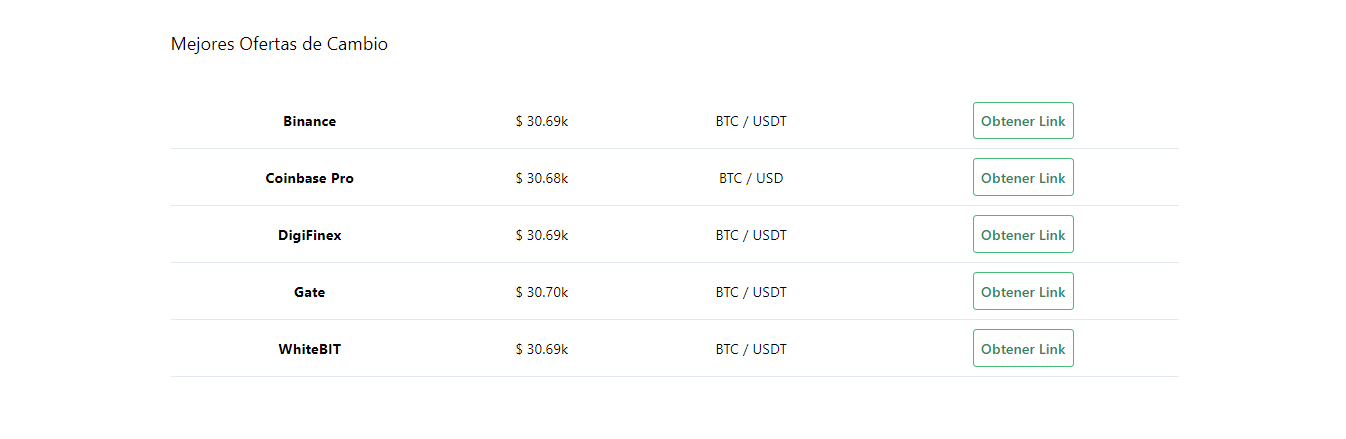 Mejores Ofertas de Cambio
Binance $ 30.69k BTC / USDT Obtener Link
Coinbase Pro $ 30.68k BTC / USD Obtener Link
DigiFinex $ 30.69k BTC / USDT Obtener Link
Gate $ 30.70k BTC / USDT Obtener Link
WhiteBIT $ 30.69k BTC / USDT Obtener Link